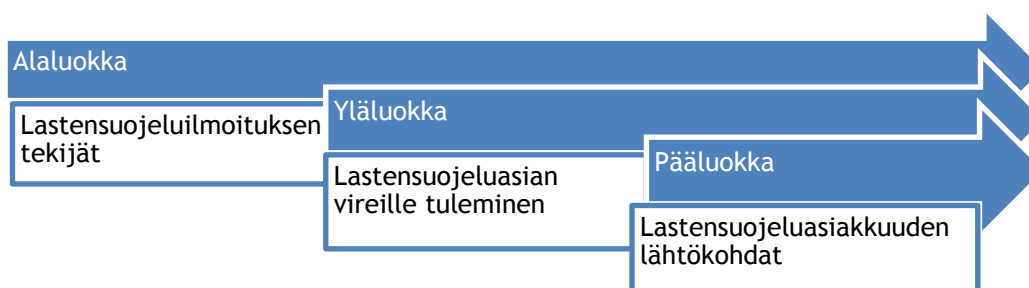 Alaluokka
Lastensuojeluilmoituksen
tekijät
Yläluokka
Lastensuojeluasian
vireille tuleminen
Pääluokka
Lastensuojeluasiakkuuden
lähtökohdat